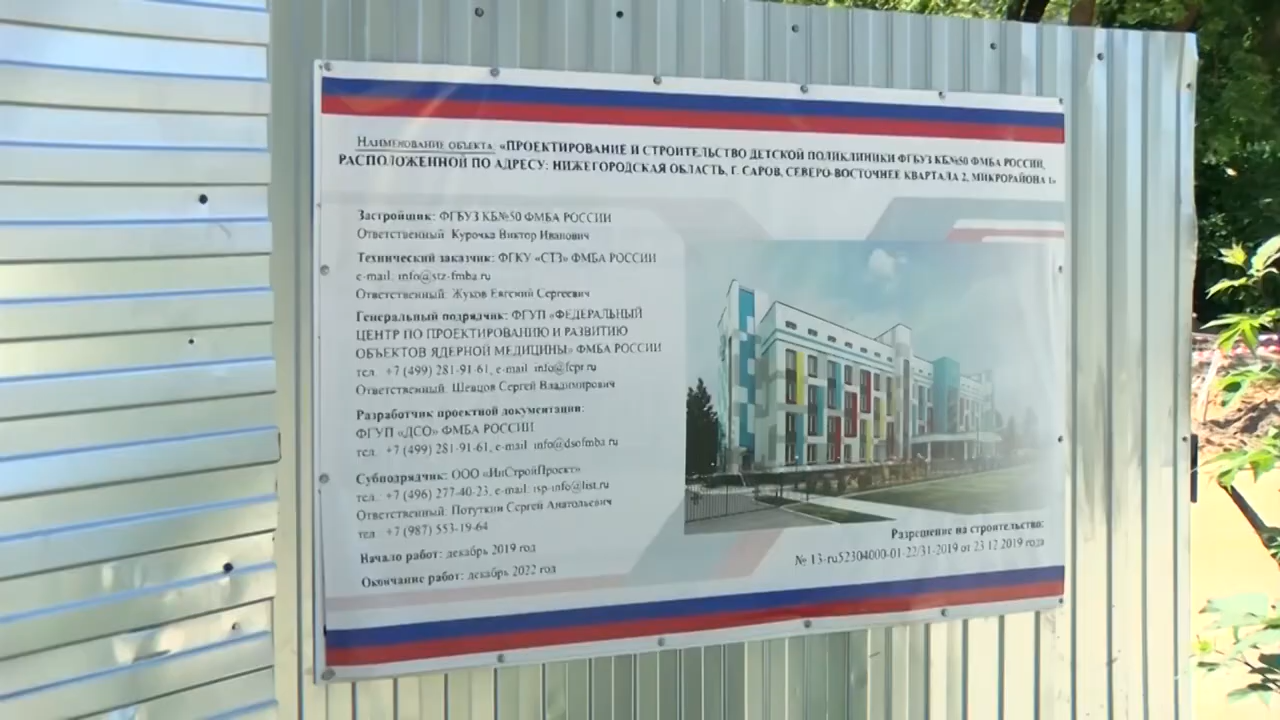 Наименование объекта: «ПРОЕКТИРОВАНИЕ И СТРОИТЕЛЬСТВО ДЕТСКОЙ ПОЛИКЛИНИКИ ФГБУЗ КБ№50 ФМБА РОССИИ,
РАСПОЛОЖЕННОЙ ПО АДРЕСУ: НИЖЕГОРОДСКАЯ ОБЛАСТЬ, Г. САРОВ, СЕВЕРО-ВОСТОЧНЕЕ КВАРТАЛА 2, МИКРОРАЙОНА 1»
Застройщик: ФГБУЗ КБ№50 ФМБА РОССИИ
Ответственный: Курочка Виктор Иванович
Технический заказчик: ФГКУ «СТЗ» ФМБА РОССИИ
e-mail: info@stz-fmba.ru
Ответственный: Жуков Евгений Сергеевич
Генеральный подрядчик: ФГУП «ФЕДЕРАЛЬНЫЙ
ЦЕНТР ПО ПРОЕКТИРОВАНИЮ И РАЗВИТИЮ
ОБЪЕКТОВ ЯДЕРНОЙ МЕДИЦИНЫ» ФМБА РОССИИ
тел.: +7 (499) 281-91-61, e-mail: info@fcpr.ru
Ответственный: Шевцов Сергей Владимирович
Разработчик проектной документации:
ФГУП «ДСО» ФМБА РОССИИ
тел.: +7 (499) 281-91-61, e-mail: info@dsofmba.ru
Субподрядчик: ООО «ИнСтройПроект»
тел.: +7 (496) 277-40-23, e-mail: isp-info@list.ru
Ответственный: Потуткин Сергей Анатольевич
тел.: +7 (987) 553-19-64
Начало работ: декабрь 2019 год
Окончание работ: декабрь 2022 год
Разрешение на строительство:
№ 13-ru52304000-01-22/31-2019 от 23.12.2019 года